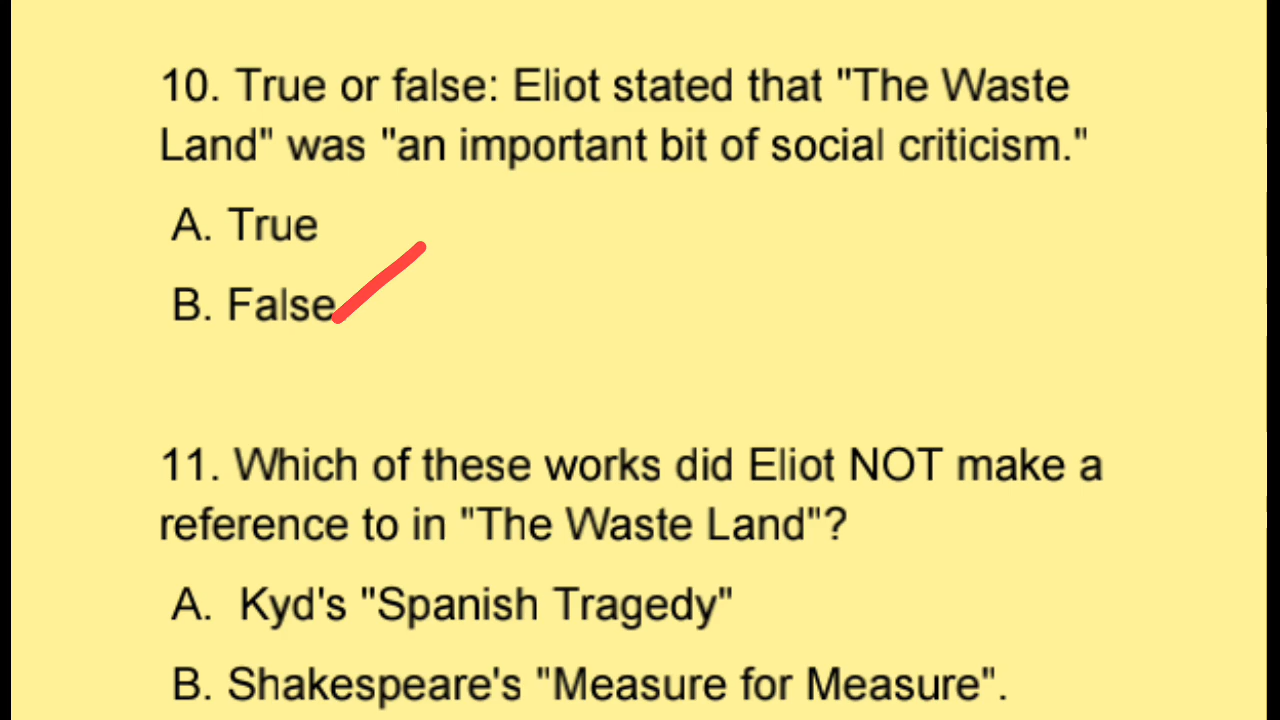 10. True or false: Eliot stated that "The Waste
Land" was "an important bit of social criticism."
A. True
B. False
11. Which of these works did Eliot NOT make a
reference to in "The Waste Land"?
A. Kyd's "Spanish Tragedy"
B. Shakespeare's "Measure for Measure".